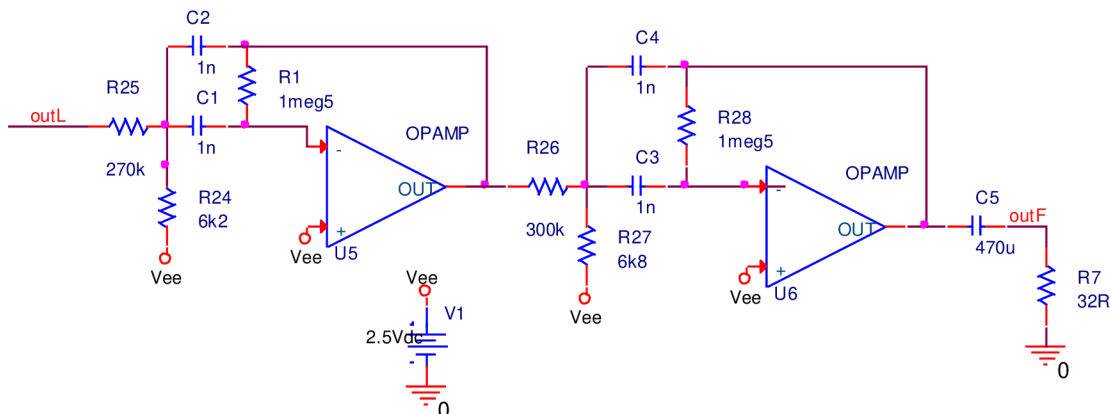 C2
1n
R25
270k
outL
C1
1n
R1
1meg5
R24
6k2
Vee
OPAMP
-
OUT
+
U5
Vee
Vee
V1
2.5Vdc
0
R26
300k
C4
1n
C3
1n
R28
1meg5
R27
6k8
Vee
OPAMP
-
OUT
+
U6
Vee
C5
470u
outF
R7
32R
0